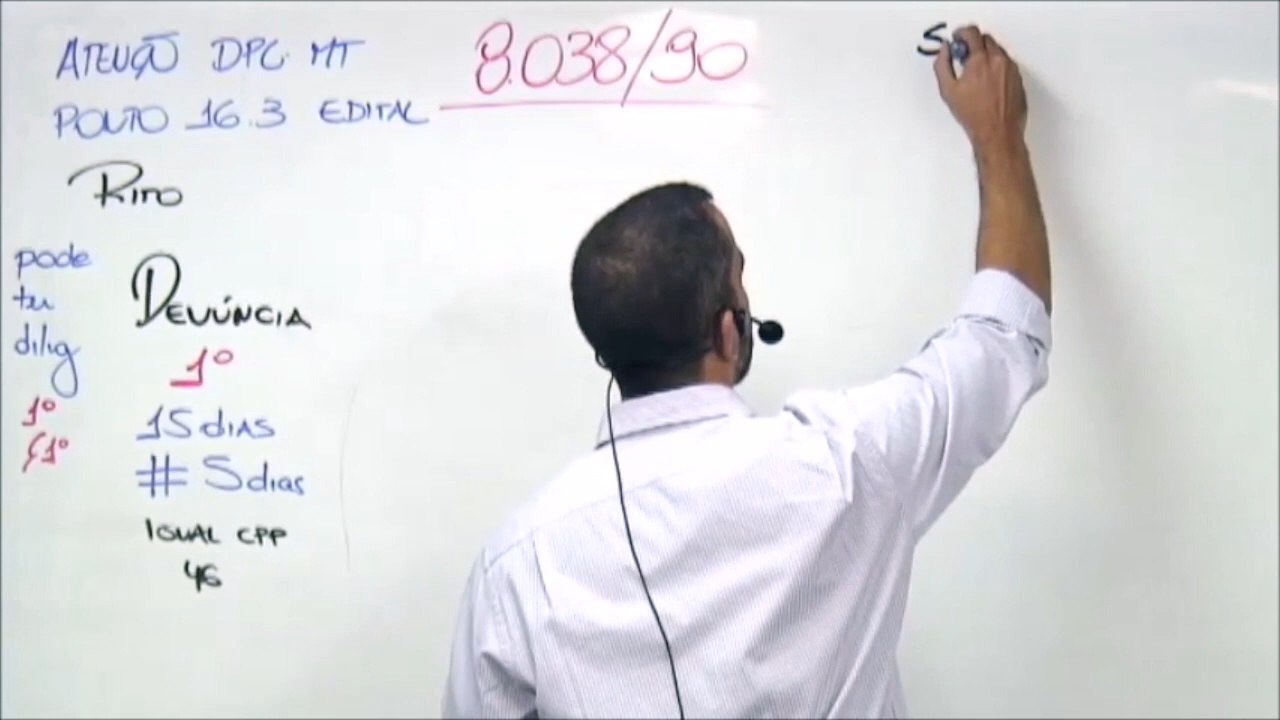 ATENÇÃO DPC. MT
PONTO 16.3 EDITAL
8.038/90
RITO
pode
ter
dilig
1º
1º
DENÚNCIA
1º
15 DIAS
# 5 dias
IGUAL CPP
46
S